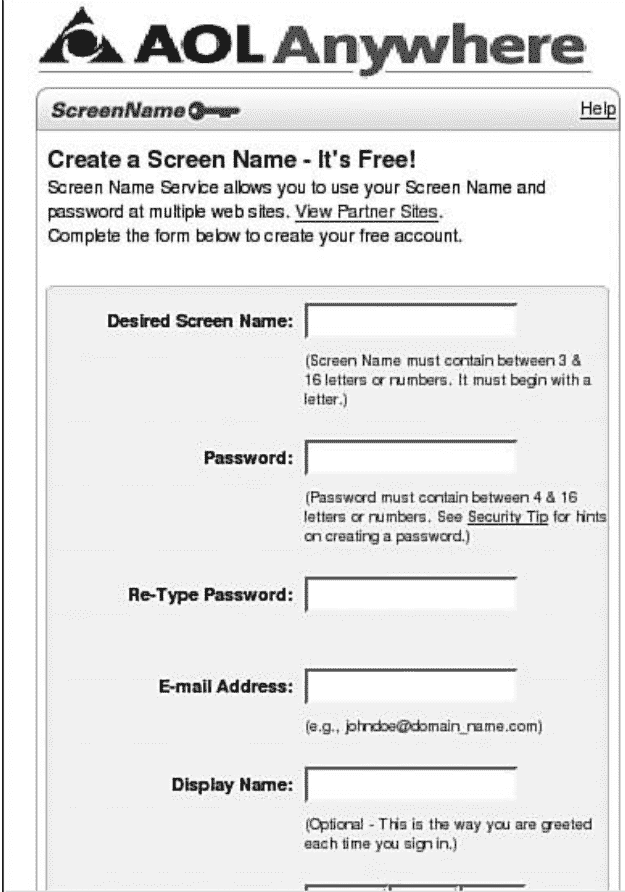 AOL Anywhere
ScreenName
Help
Create a Screen Name - It's Free!
Screen Name Service allows you to use your Screen Name and
password at multiple web sites. View Partner Sites.
Complete the form below to create your free account.
Desired Screen Name:
(Screen Name must contain between 3 &
16 letters or numbers. It must begin with a
letter.)
Password:
(Password must contain between 4 & 16
letters or numbers. See Security Tip for hints
on creating a password.)
Re-Type Password:
E-mail Address:
(e.g., johndoe@domain_name.com)
Display Name:
(Optional - This is the way you are greeted
each time you sign in.)